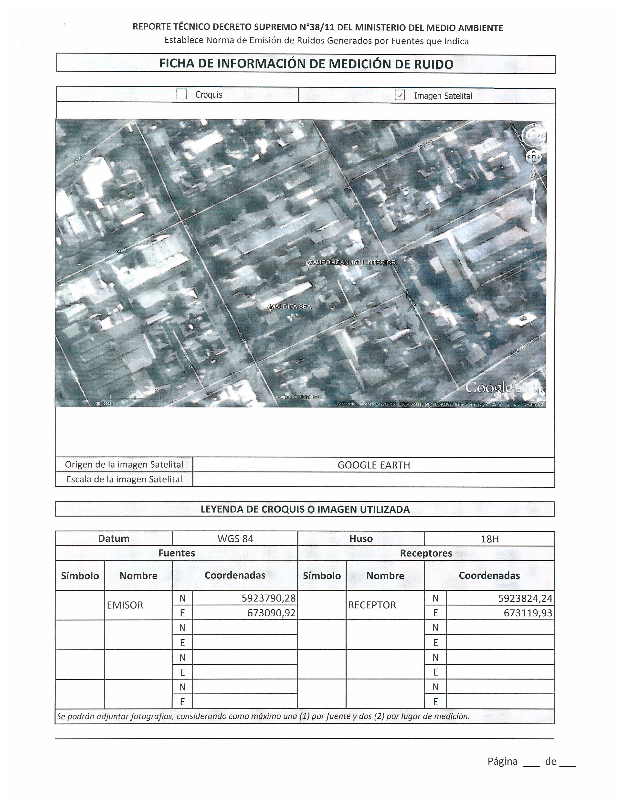 REPORTE TÉCNICO DECRETO SUPREMO N°38/11 DEL MINISTERIO DEL MEDIO AMBIENTE
Establece Norma de Emisión de Ruidos Generados por Fuentes que Indica
FICHA DE INFORMACIÓN DE MEDICIÓN DE RUIDO
Croquis ✓ Imagen Satelital
INTERIOR
Google
Origen de la imagen Satelital GOOGLE EARTH
Escala de la imagen Satelital
LEYENDA DE CROQUIS O IMAGEN UTILIZADA
Datum WGS 84 Huso 18H
Fuentes Receptores
Símbolo Nombre Coordenadas Símbolo Nombre Coordenadas
EMISOR N 5923790,28 RECEPTOR N 5923824,24
E 673090,92 E 673119,93
N N
E E
N N
E E
N N
E E
Se podrán adjuntar fotografías, considerando como máximo una (1) por fuente y dos (2) por lugar de medición.
Página ___ de ___